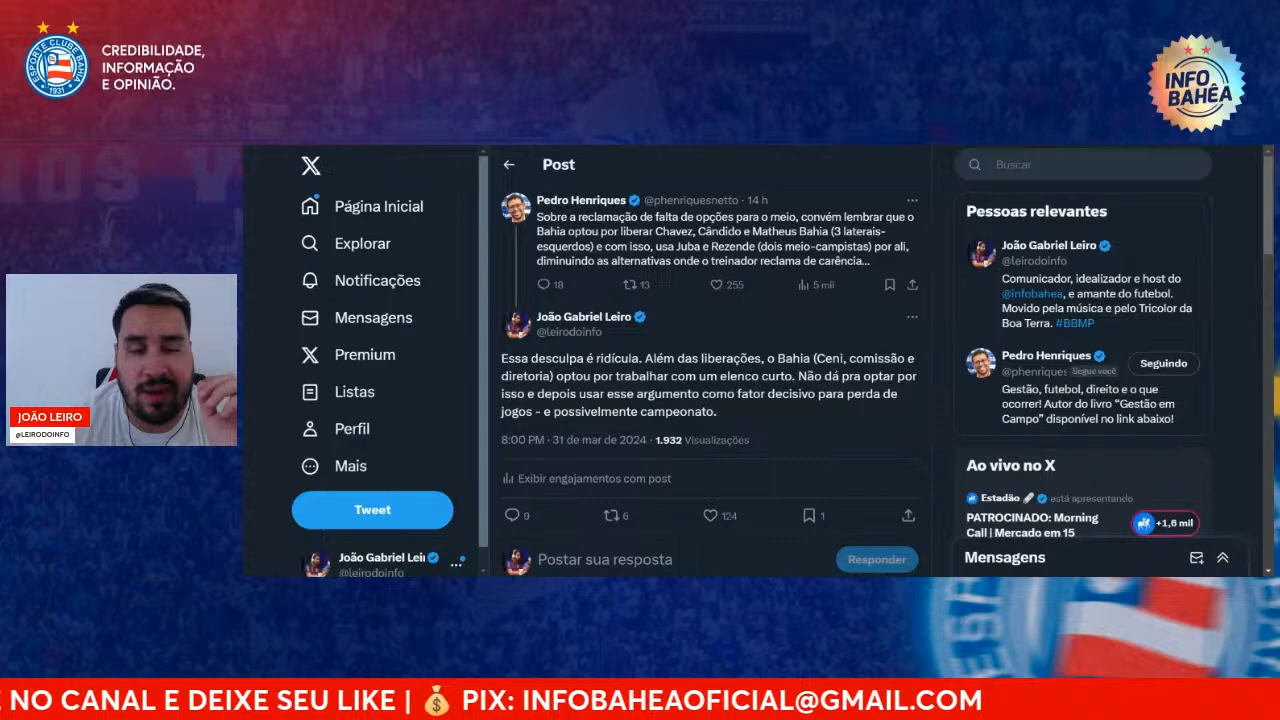 ESPORTE CLUBE BAHIA
1931
CREDIBILIDADE,
INFORMAÇÃO
E OPINIÃO.
INFO
BAHÊA
JOÃO LEIRO
@LEIRODOINFO
Página Inicial
Explorar
Notificações
Mensagens
Premium
Listas
Perfil
Mais
Tweet
João Gabriel Leir
@leirodoinfo
Post
Pedro Henriques @phenriquesnetto · 14 h
Sobre a reclamação de falta de opções para o meio, convém lembrar que o
Bahia optou por liberar Chavez, Cândido e Matheus Bahia (3 laterais-
esquerdos) e com isso, usa Juba e Rezende (dois meio-campistas) por ali,
diminuindo as alternativas onde o treinador reclama de carência...
18 13 255 5 mil
João Gabriel Leiro
@leirodoinfo
Essa desculpa é ridícula. Além das liberações, o Bahia (Ceni, comissão e
diretoria) optou por trabalhar com um elenco curto. Não dá pra optar por
isso e depois usar esse argumento como fator decisivo para perda de
jogos - e possivelmente campeonato.
8:00 PM · 31 de mar de 2024 · 1.932 Visualizações
Exibir engajamentos com post
9 6 124 1
Postar sua resposta
Responder
Buscar
Pessoas relevantes
João Gabriel Leiro
@leirodoinfo
Comunicador, idealizador e host do
@infobahea, e amante do futebol.
Movido pela música e pelo Tricolor da
Boa Terra. #BBMP
Pedro Henriques
@phenriques Segue você
Seguindo
Gestão, futebol, direito e o que
ocorrer! Autor do livro “Gestão em
Campo” disponível no link abaixo!
Ao vivo no X
Estadão está apresentando
PATROCINADO: Morning
Call | Mercado em 15
+1,6 mil
Mensagens
E NO CANAL E DEIXE SEU LIKE | 💰 PIX: INFOBAHEAOFICIAL@GMAIL.COM